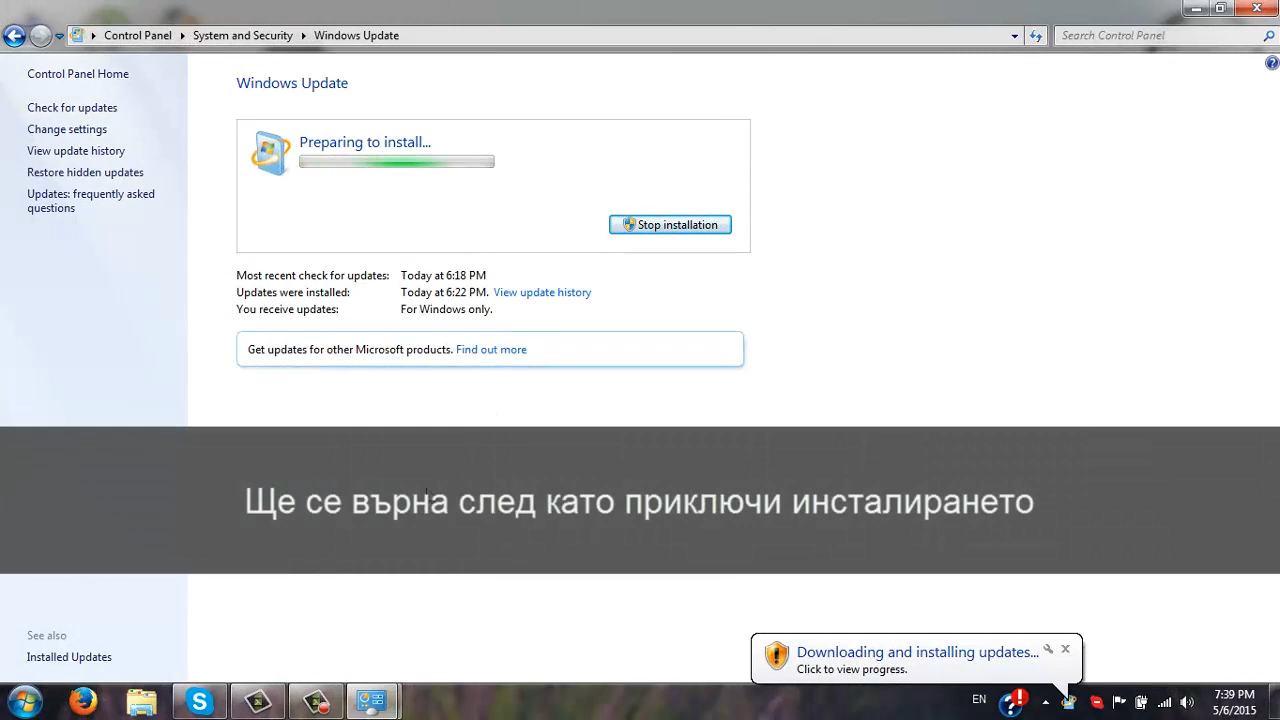 Control Panel
System and Security
Windows Update
Search Control Panel
Control Panel Home
Check for updates
Change settings
View update history
Restore hidden updates
Updates: frequently asked
questions
Windows Update
Preparing to install...
Stop installation
Most recent check for updates: Today at 6:18 PM
Updates were installed: Today at 6:22 PM. View update history
You receive updates: For Windows only.
Get updates for other Microsoft products. Find out more
Ще се върна след като приключи инсталирането
See also
Installed Updates
Downloading and installing updates...
Click to view progress.
EN
7:39 PM
5/6/2015